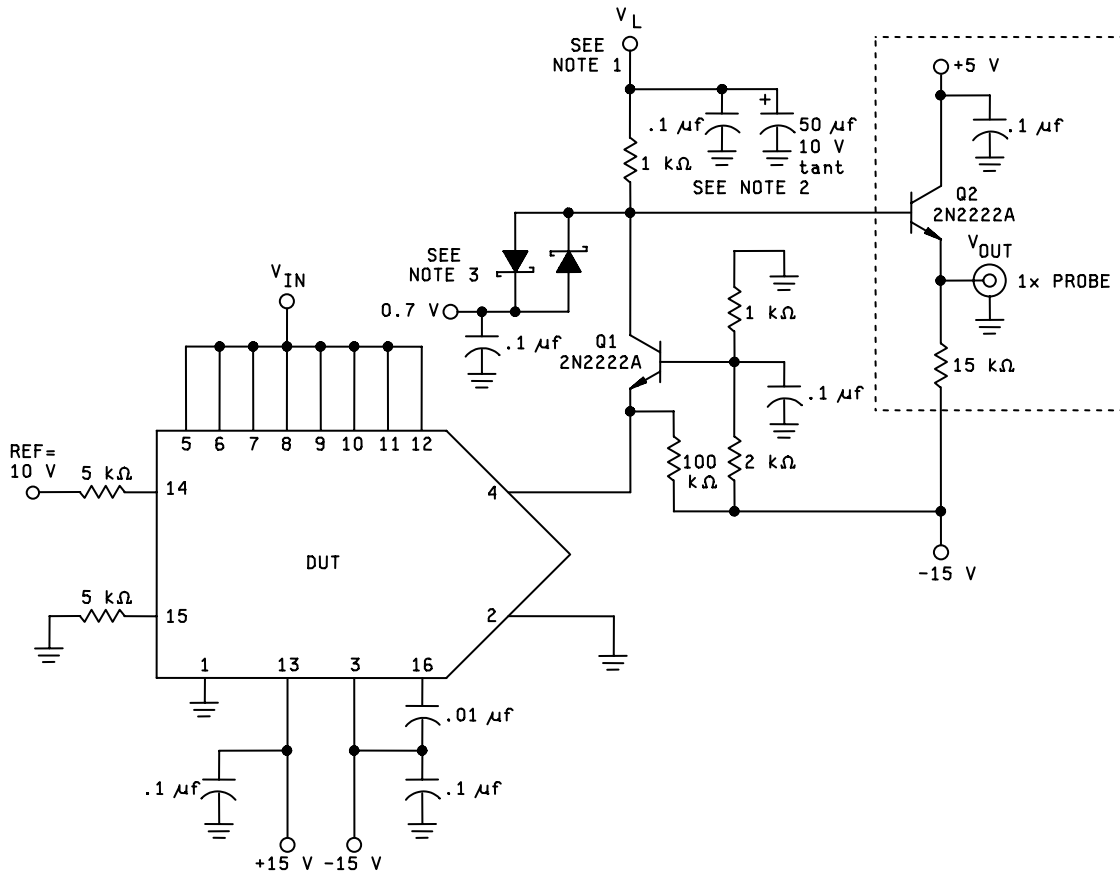 V L
SEE
NOTE 1
+5 V
.1 μf
+
50 μf
10 V
tant
.1 μf
1 kΩ
SEE NOTE 2
Q2
2N2222A
V OUT
1x PROBE
SEE
NOTE 3
V IN
0.7 V
.1 μf
1 kΩ
Q1
2N2222A
15 kΩ
.1 μf
5 6 7 8 9 10 11 12
REF=
10 V
5 kΩ
14
4
100
kΩ
2 kΩ
DUT
-15 V
5 kΩ
15
2
1 13 3 16
.01 μf
.1 μf
.1 μf
+15 V -15 V